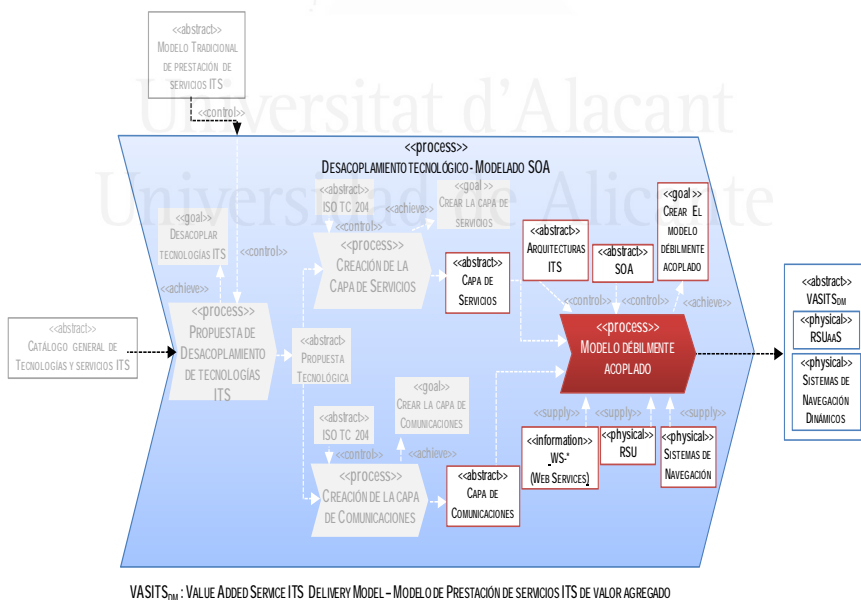 <<abstract>>
MODELO TRADICIONAL
DE PRESTACIÓN DE
SERVICIOS ITS
Universitat d'Alacant
Universidad de Alicante
<<control>>
<<process>>
DESACOPLAMIENTO TECNOLÓGICO - MODELADO SOA
<<goal>>
DESACOPLAR
TECNOLOGÍAS ITS
<<control>>
<<achieve>>
<<abstract>>
CATÁLOGO GENERAL DE
TECNOLOGÍAS Y SERVICIOS ITS
<<process>>
PROPUESTA DE
DESACOPLAMIENTO
DE TECNOLOGÍAS
ITS
<<abstract>>
PROPUESTA
TECNOLÓGICA
<<abstract>>
ISO TC 204
<<control>>
<<achieve>>
<<goal>>
CREAR LA CAPA DE
SERVICIOS
<<process>>
CREACIÓN DE LA
CAPA DE SERVICIOS
<<abstract>>
CAPA DE
SERVICIOS
<<abstract>>
ARQUITECTURAS
ITS
<<abstract>>
SOA
<<goal>>
CREAR EL
MODELO
DÉBILMENTE
ACOPLADO
<<control>>
<<control>>
<<achieve>>
<<process>>
MODELO DÉBILMENTE
ACOPLADO
<<abstract>>
VASITSDM
<<physical>>
RSUAAS
<<physical>>
SISTEMAS DE
NAVEGACIÓN
DINÁMICOS
<<abstract>>
ISO TC 204
<<control>>
<<goal>>
CREAR LA CAPA DE
COMUNICACIONES
<<achieve>>
<<process>>
CREACIÓN DE LA CAPA
DE COMUNICACIONES
<<abstract>>
CAPA DE
COMUNICACIONES
<<supply>>
<<supply>>
<<supply>>
<<information>>
WS-*
(WEB SERVICES)
<<physical>>
RSU
<<physical>>
SISTEMAS DE
NAVEGACIÓN
VASITSDM : VALUE ADDED SERVICE ITS DELIVERY MODEL – MODELO DE PRESTACIÓN DE SERVICIOS ITS DE VALOR AGREGADO